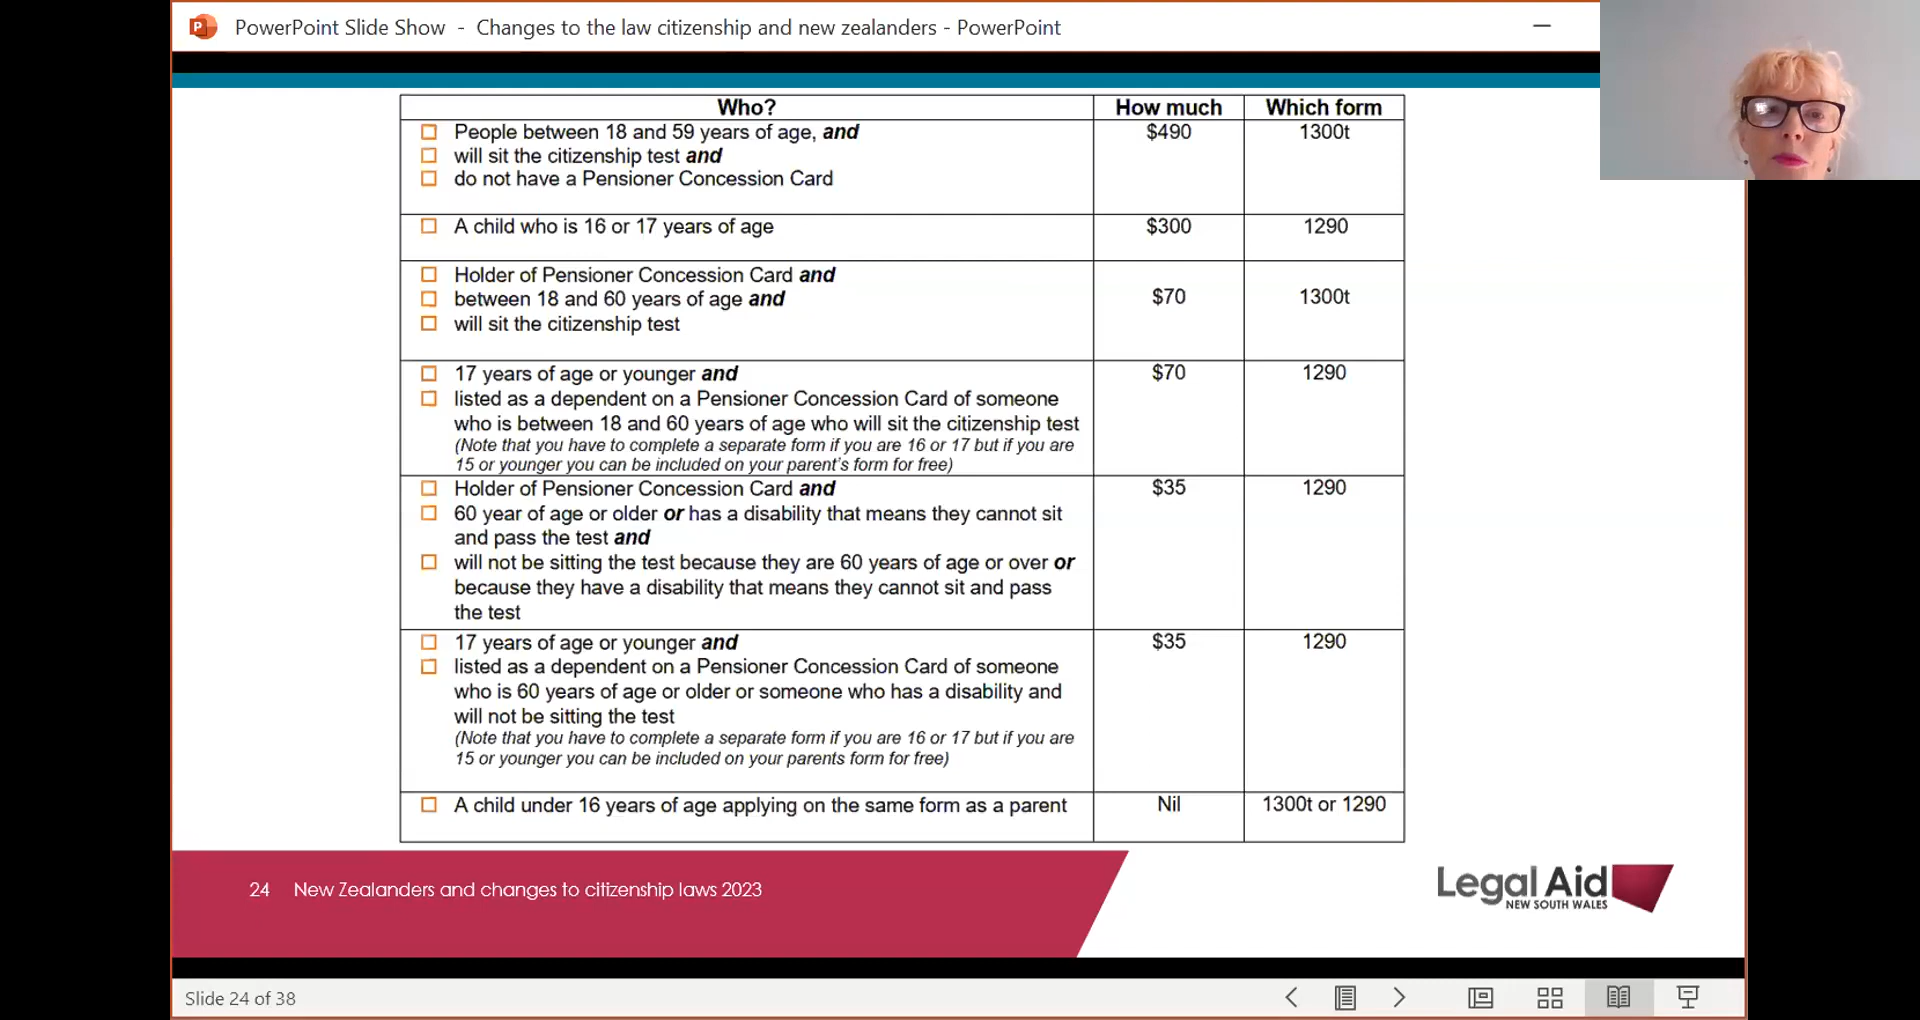 PowerPoint Slide Show - Changes to the law citizenship and new zealanders - PowerPoint
Who? How much Which form
People between 18 and 59 years of age, and $490 1300t
will sit the citizenship test and
do not have a Pensioner Concession Card
A child who is 16 or 17 years of age $300 1290
Holder of Pensioner Concession Card and
between 18 and 60 years of age and $70 1300t
will sit the citizenship test
17 years of age or younger and $70 1290
listed as a dependent on a Pensioner Concession Card of someone
who is between 18 and 60 years of age who will sit the citizenship test
(Note that you have to complete a separate form if you are 16 or 17 but if you are
15 or younger you can be included on your parent's form for free)
Holder of Pensioner Concession Card and $35 1290
60 year of age or older or has a disability that means they cannot sit
and pass the test and
will not be sitting the test because they are 60 years of age or over or
because they have a disability that means they cannot sit and pass
the test
17 years of age or younger and $35 1290
listed as a dependent on a Pensioner Concession Card of someone
who is 60 years of age or older or someone who has a disability and
will not be sitting the test
(Note that you have to complete a separate form if you are 16 or 17 but if you are
15 or younger you can be included on your parents form for free)
A child under 16 years of age applying on the same form as a parent Nil 1300t or 1290
24 New Zealanders and changes to citizenship laws 2023
Legal Aid
NEW SOUTH WALES
Slide 24 of 38